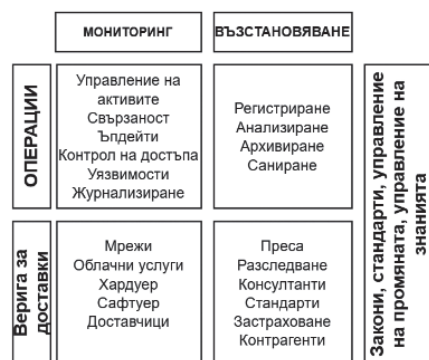 МОНИТОРИНГ
ВЪЗСТАНОВЯВАНЕ
ОПЕРАЦИИ
Управление на
активите
Свързаност
Ъпдейти
Контрол на достъпа
Уязвимости
Журнализиране
Регистриране
Анализиране
Архивиране
Саниране
Верига за
доставки
Мрежи
Облачни услуги
Хардуер
Сафтуер
Доставчици
Преса
Разследване
Консултанти
Стандарти
Застраховане
Контрагенти
Закони, стандарти, управление
на промяната, управление на
знанията